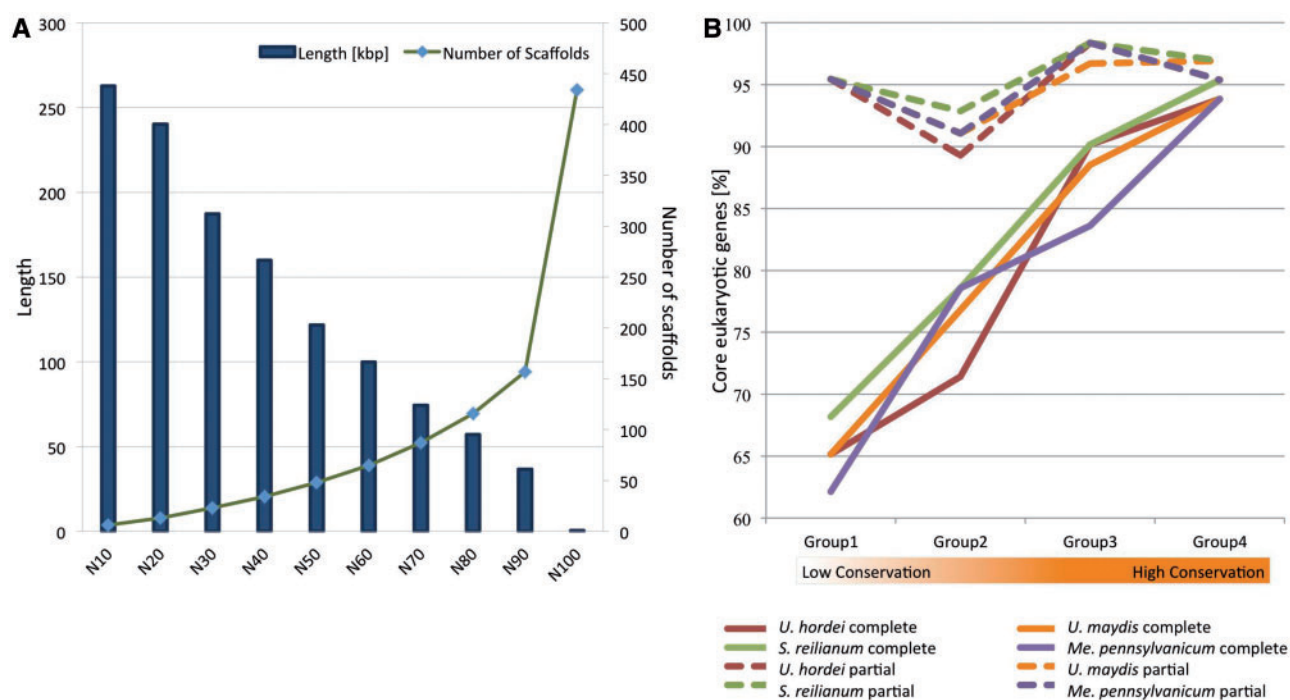 A
Length [kbp]
Number of Scaffolds
300
250
200
150
100
50
0
Length
500
450
400
350
300
250
200
150
100
50
0
Number of scaffolds
N10
N20
N30
N40
N50
N60
N70
N80
N90
N100
B
100
95
90
85
80
75
70
65
60
Core eukaryotic genes [%]
Group1
Group2
Group3
Group4
Low Conservation
High Conservation
U. hordei complete
S. reilianum complete
U. hordei partial
S. reilianum partial
U. maydis complete
Me. pennsylvanicum complete
U. maydis partial
Me. pennsylvanicum partial